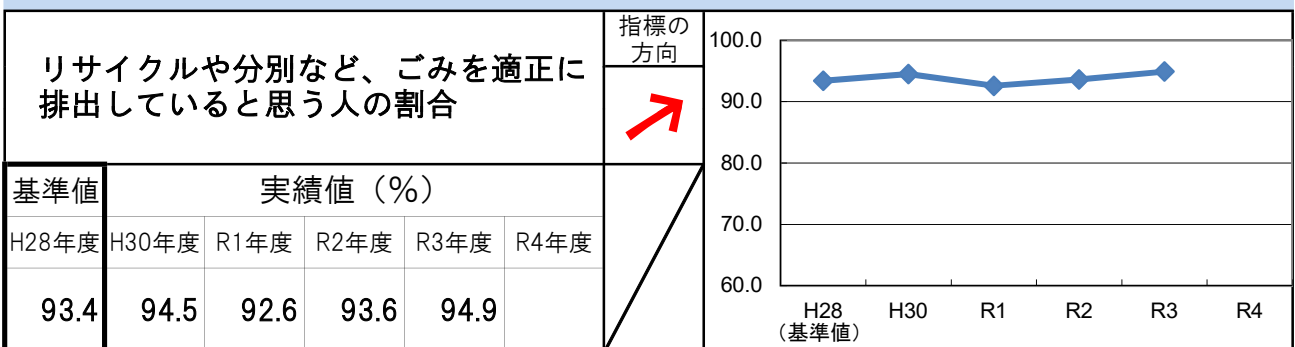 リサイクルや分別など、ごみを適正に
排出していると思う人の割合
指標の
方向
基準値
実績値（%）
H28年度 H30年度 R1年度 R2年度 R3年度 R4年度
93.4 94.5 92.6 93.6 94.9
100.0
90.0
80.0
70.0
60.0
H28 H30 R1 R2 R3 R4
（基準値）